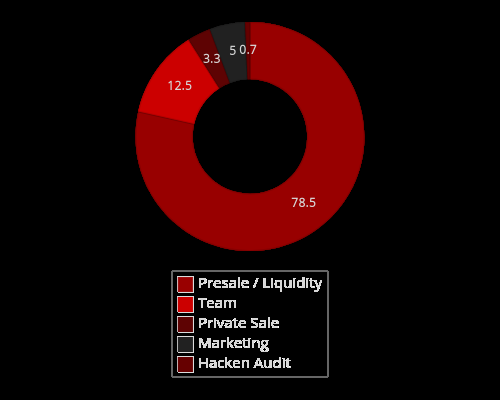 5 0.7
3.3
12.5
78.5
Presale / Liquidity
Team
Private Sale
Marketing
Hacken Audit